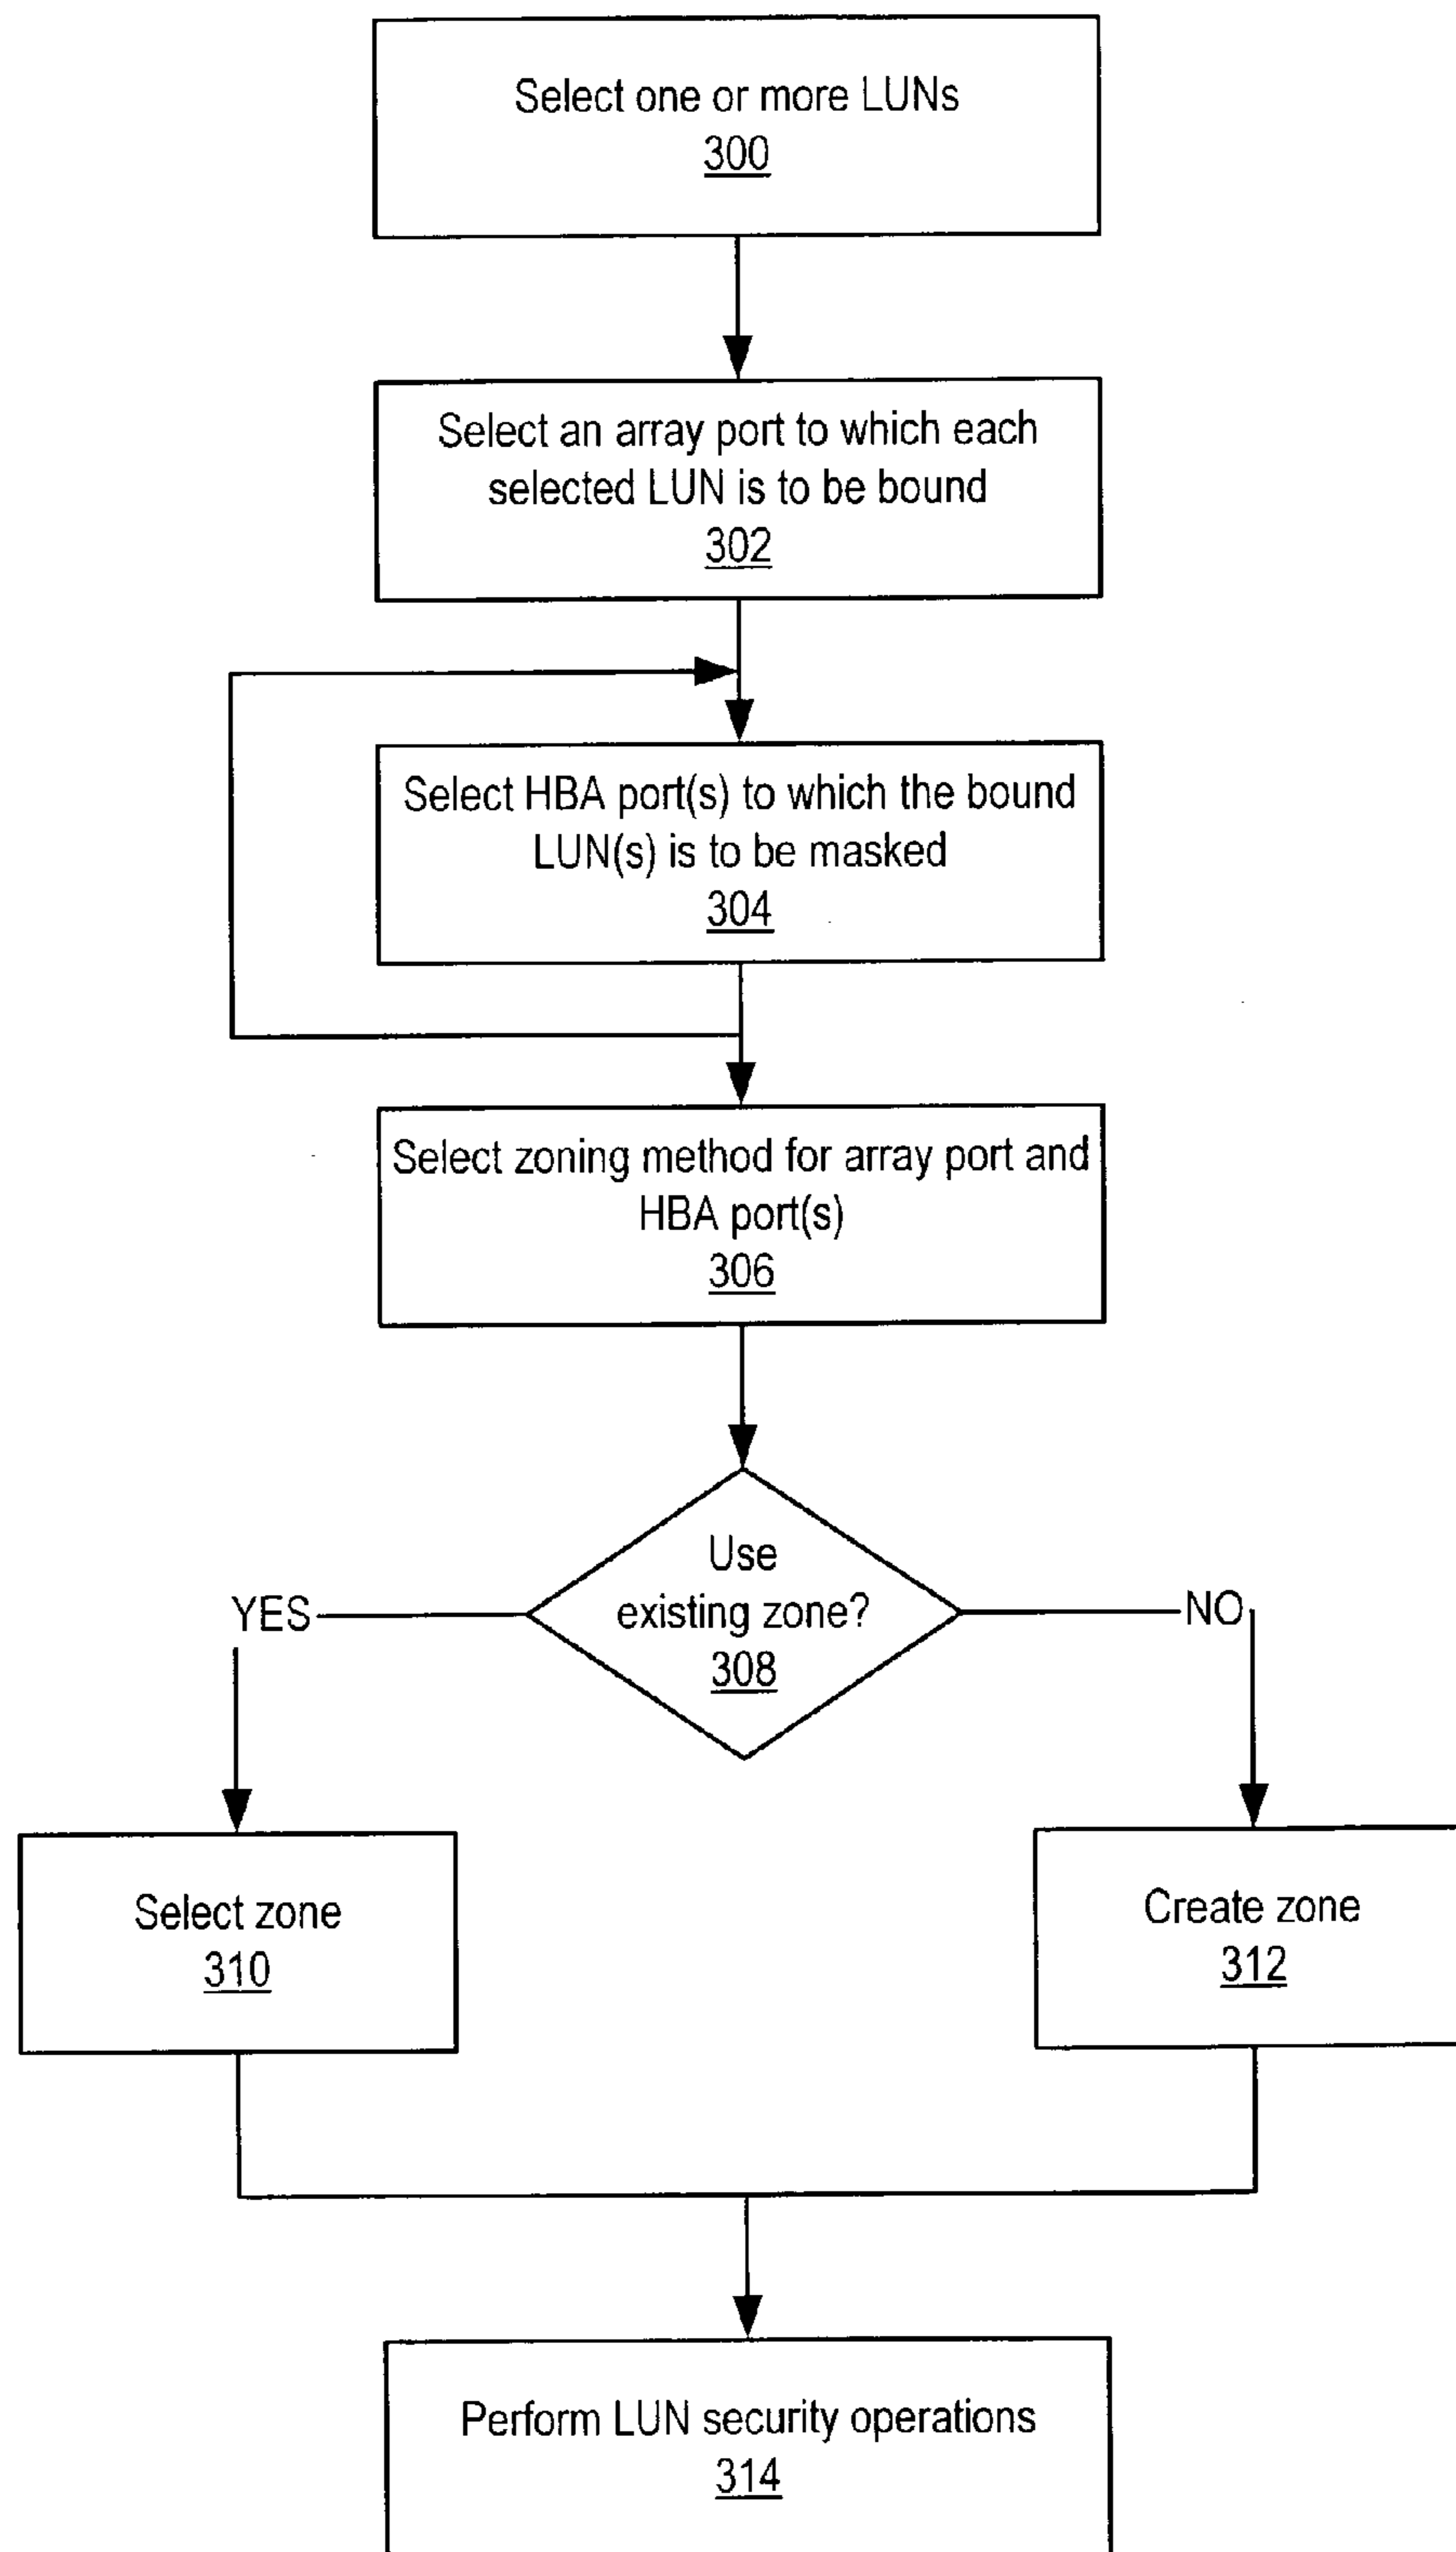 Select one or more LUNs
300
Select an array port to which each
selected LUN is to be bound
302
Select HBA port(s) to which the bound
LUN(s) is to be masked
304
Select zoning method for array port and
HBA port(s)
306
Use
existing zone?
308
YES
NO
Select zone
310
Create zone
312
Perform LUN security operations
314